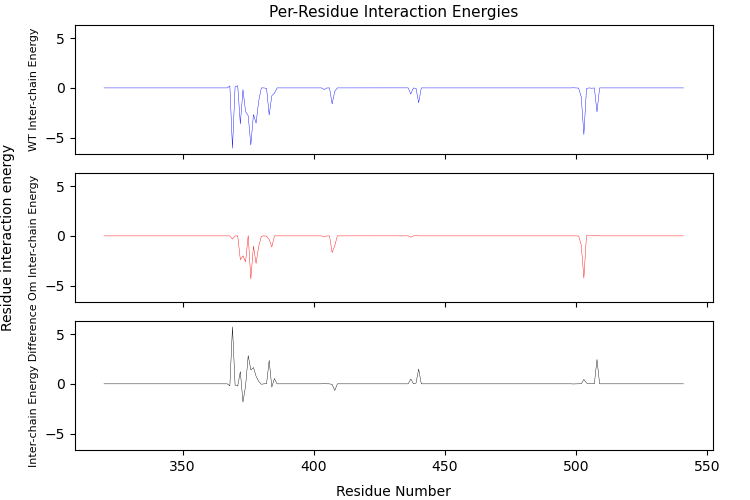 Per-Residue Interaction Energies
Residue interaction energy
WT Inter-chain Energy
5
0
−5
Om Inter-chain Energy
5
0
−5
Inter-chain Energy Difference
5
0
−5
350
400
450
500
550
Residue Number